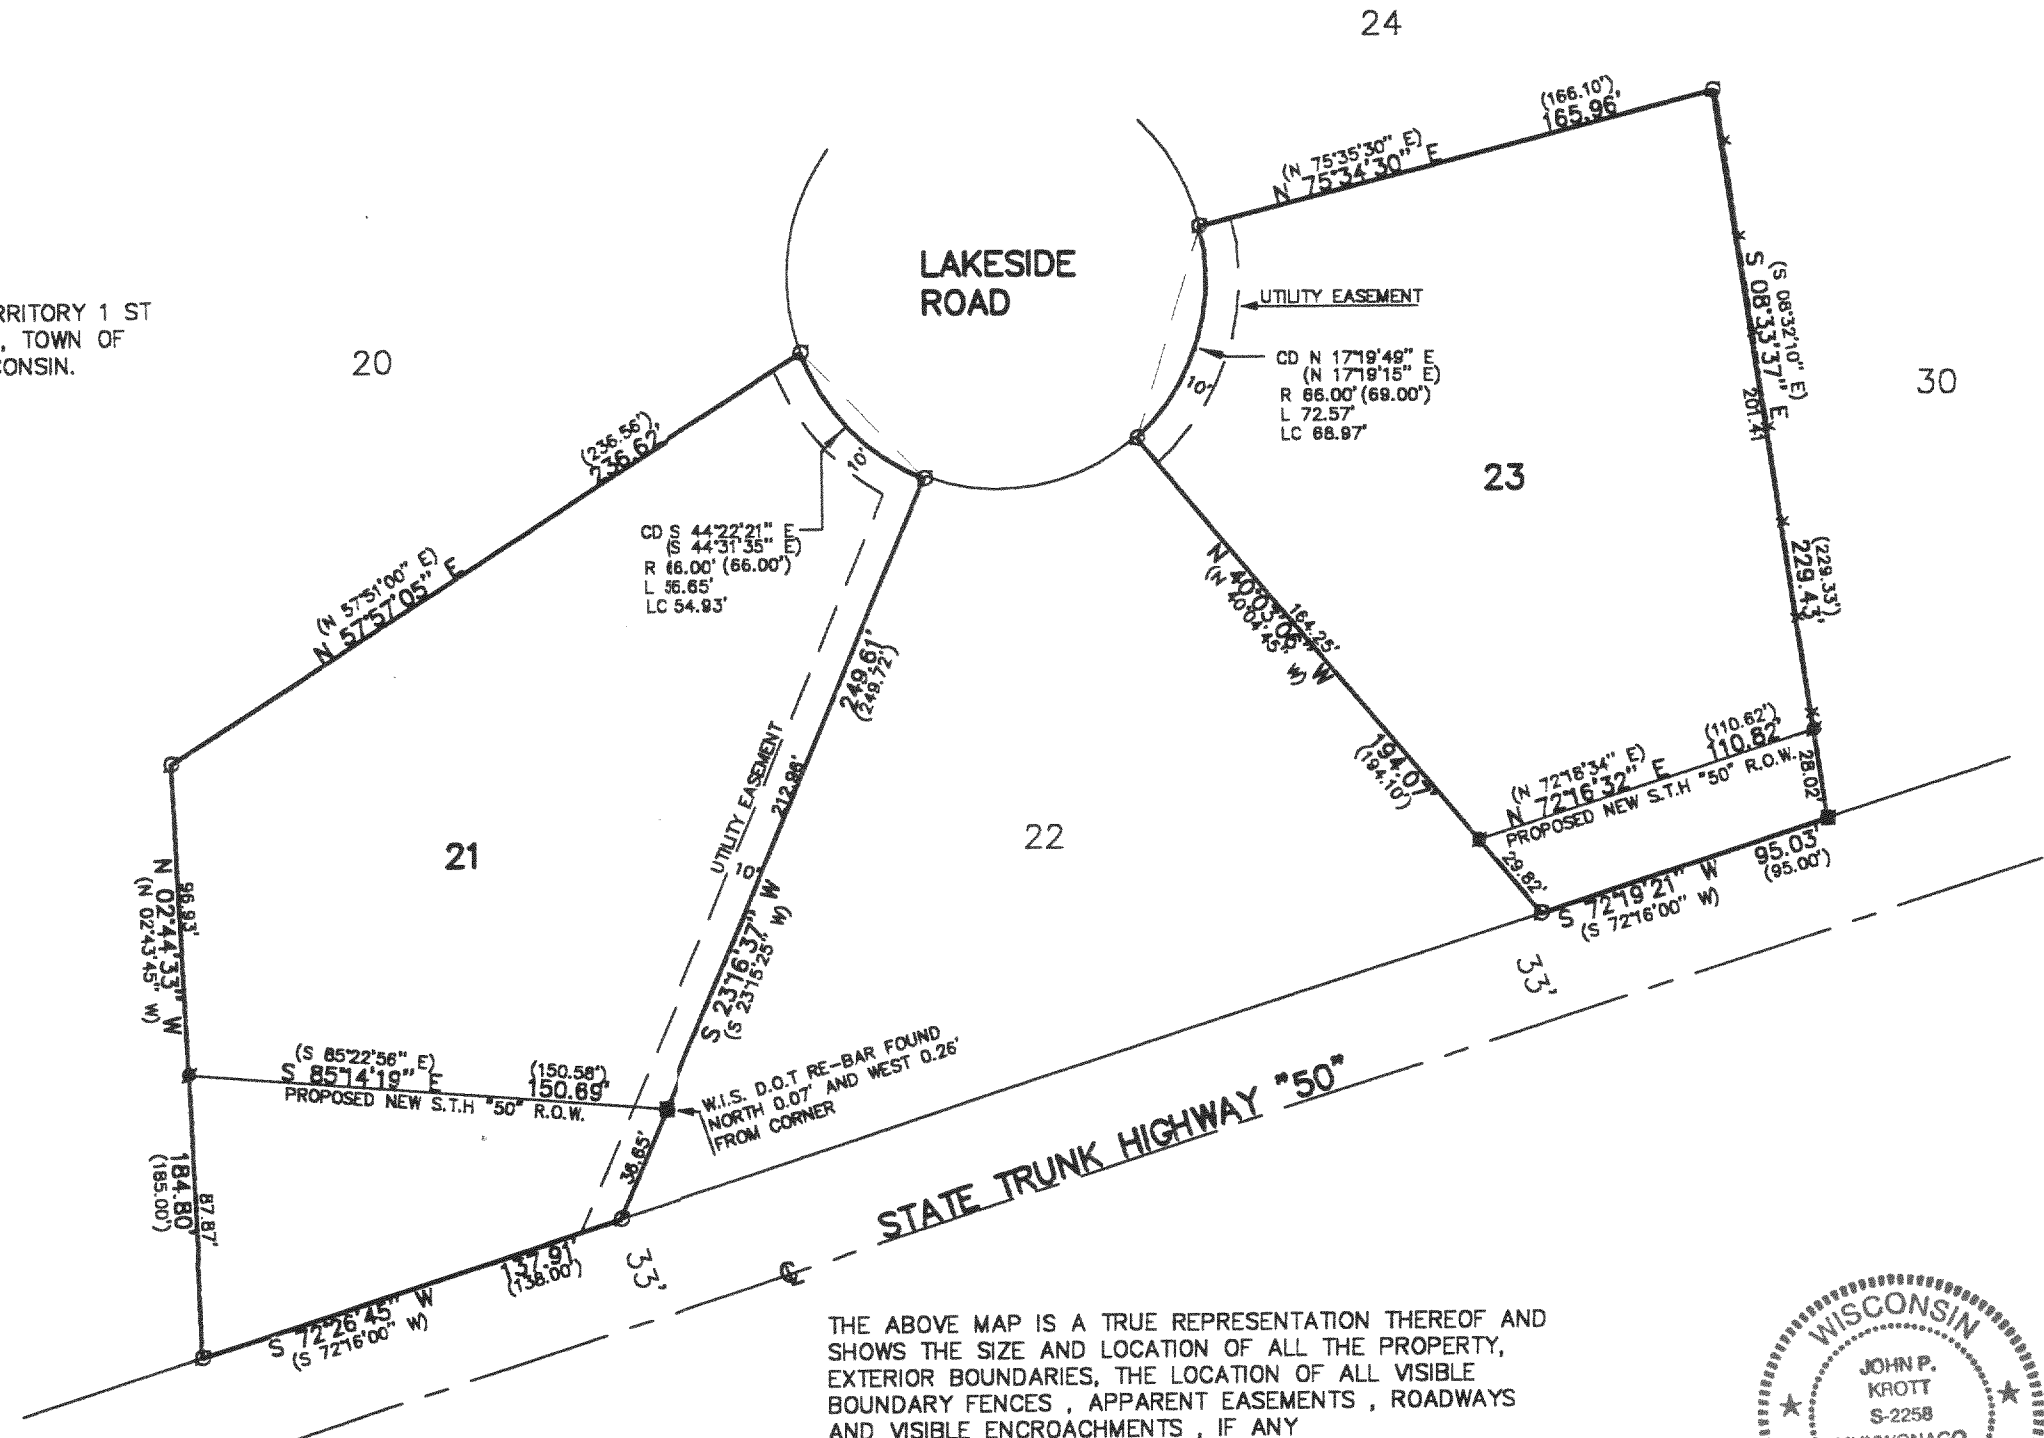 24
(166.10')
165.96'
(N 75°35'30" E)
N 75°34'30" E
LAKESIDE
ROAD
UTILITY EASEMENT
CD N 17°19'49" E
(N 17°19'15" E)
R 66.00' (69.00')
L 72.57'
LC 68.97'
10'
(S 08°32'10" E)
S 08°33'37" E
201.41
(229.33')
229.43'
28.02'
30
23
RRITORY 1 ST
, TOWN OF
CONSIN.
20
(236.56')
236.62'
(N 57°51'00" E)
N 57°57'05" E
10'
CD S 44°22'21" E
(S 44°31'35" E)
R 66.00' (66.00')
L 56.65'
LC 54.93'
N 40°03'06" W
(N 40°04'45" W)
164.25'
194.07'
(194.10')
29.82'
(110.62')
110.62'
(N 72°18'34" E)
N 72°16'32" E
PROPOSED NEW S.T.H "50" R.O.W.
95.03'
(95.00')
S 72°19'21" W
(S 72°16'00" W)
33'
249.61'
(249.72')
212.96'
UTILITY EASEMENT
10'
S 23°16'37" W
(S 23°15'25" W)
22
21
96.93'
N 02°44'33" W
(N 02°43'45" W)
(S 85°22'56" E)
S 85°14'19" E
(150.58')
150.69'
PROPOSED NEW S.T.H "50" R.O.W.
W.I.S. D.O.T RE-BAR FOUND
NORTH 0.07' AND WEST 0.26'
FROM CORNER
36.65'
87.87'
184.80'
(185.00')
137.91'
(138.00')
S 72°26'45" W
(S 72°16'00" W)
33'
STATE TRUNK HIGHWAY "50"
THE ABOVE MAP IS A TRUE REPRESENTATION THEREOF AND
SHOWS THE SIZE AND LOCATION OF ALL THE PROPERTY,
EXTERIOR BOUNDARIES, THE LOCATION OF ALL VISIBLE
BOUNDARY FENCES , APPARENT EASEMENTS , ROADWAYS
AND VISIBLE ENCROACHMENTS , IF ANY
WISCONSIN
JOHN P.
KROTT
S-2258